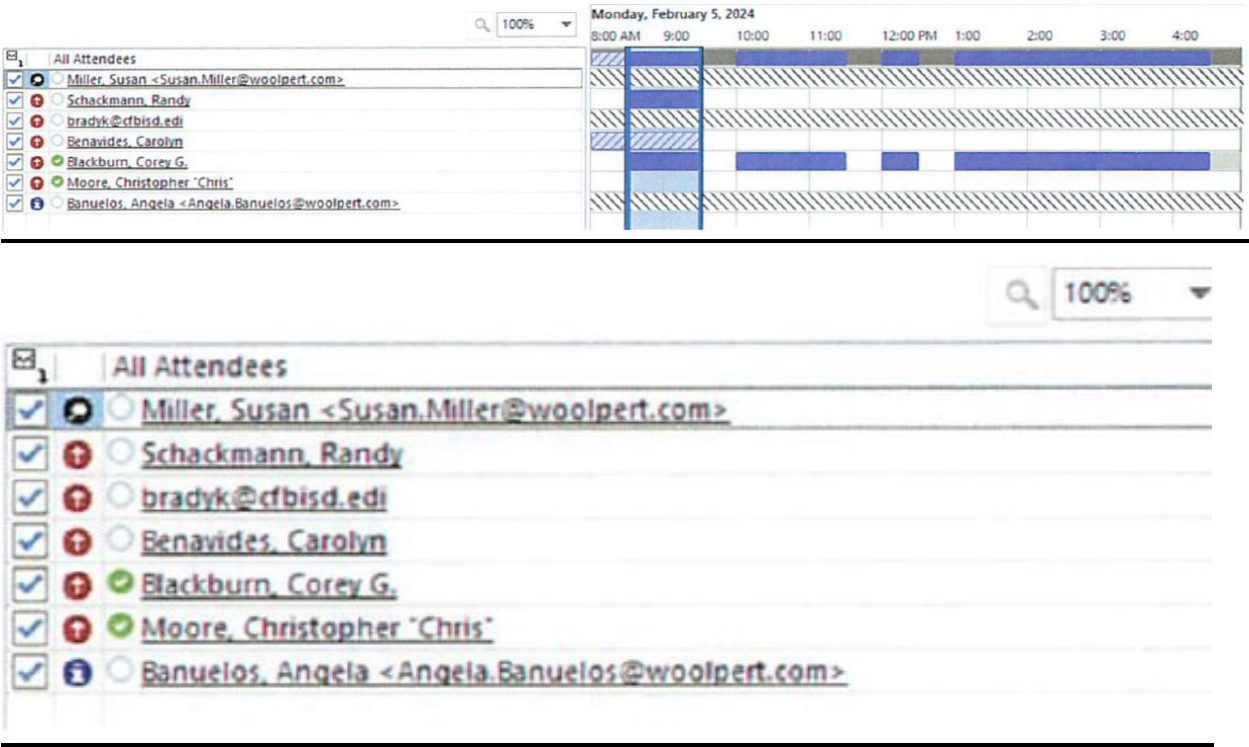 100%
Monday, February 5, 2024
8:00 AM 9:00 10:00 11:00 12:00 PM 1:00 2:00 3:00 4:00
All Attendees
Miller, Susan <Susan.Miller@woolpert.com>
Schackmann, Randy
bradyk@cfbisd.edi
Benavides, Carolyn
Blackburn, Corey G.
Moore, Christopher "Chris"
Banuelos, Angela <Angela.Banuelos@woolpert.com>
100%
All Attendees
Miller, Susan <Susan.Miller@woolpert.com>
Schackmann, Randy
bradyk@cfbisd.edi
Benavides, Carolyn
Blackburn, Corey G.
Moore, Christopher "Chris"
Banuelos, Angela <Angela.Banuelos@woolpert.com>